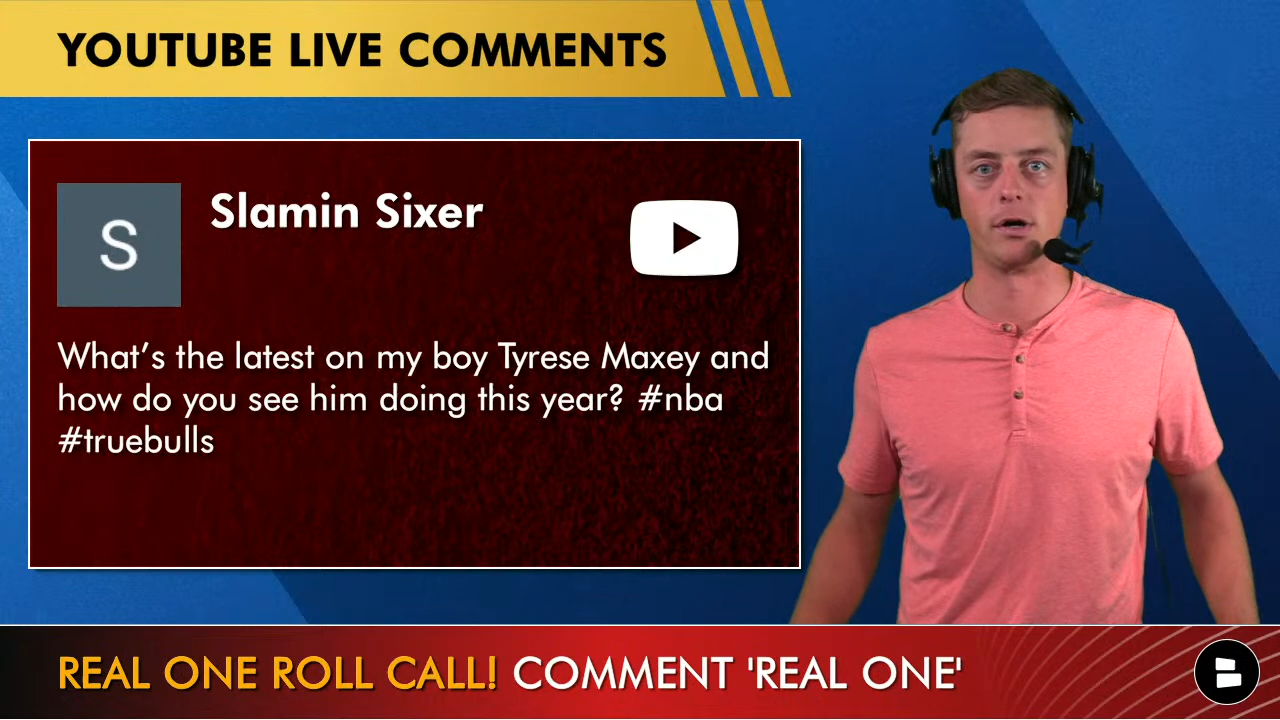 YOUTUBE LIVE COMMENTS
S
Slamin Sixer
What's the latest on my boy Tyrese Maxey and
how do you see him doing this year? #nba
#truebulls
REAL ONE ROLL CALL! COMMENT 'REAL ONE'